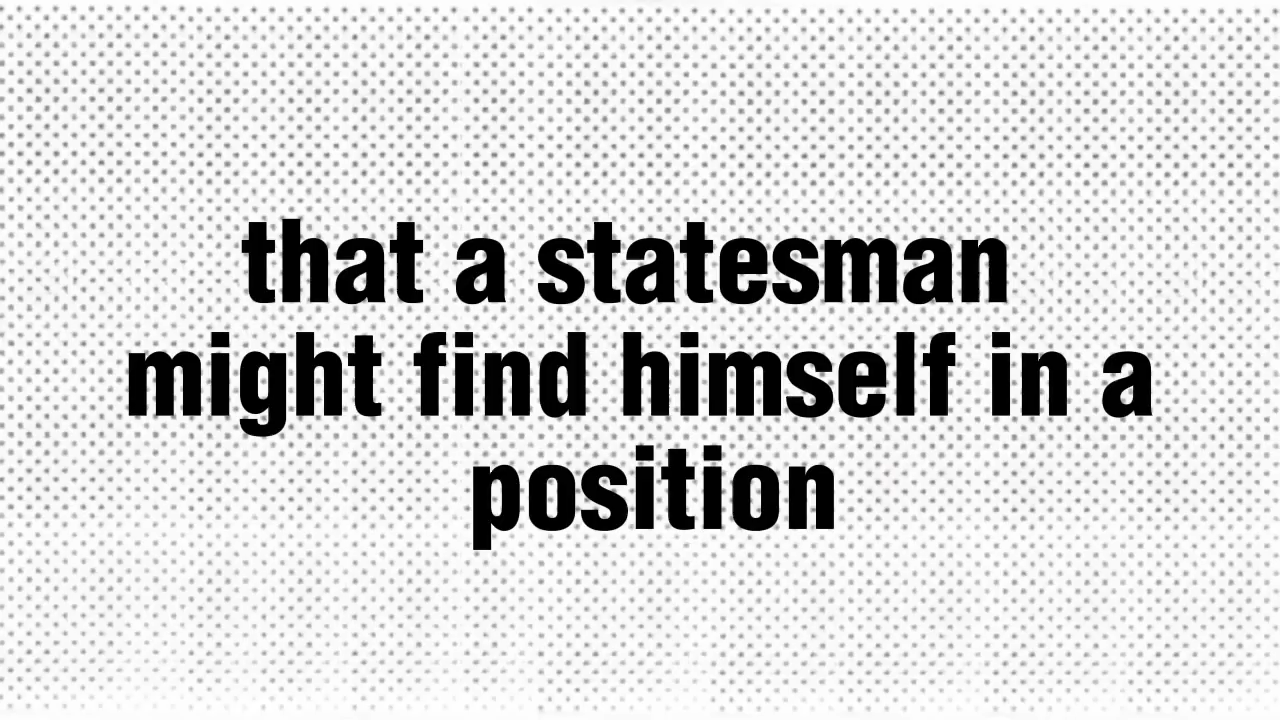 that a statesman
might find himself in a
position